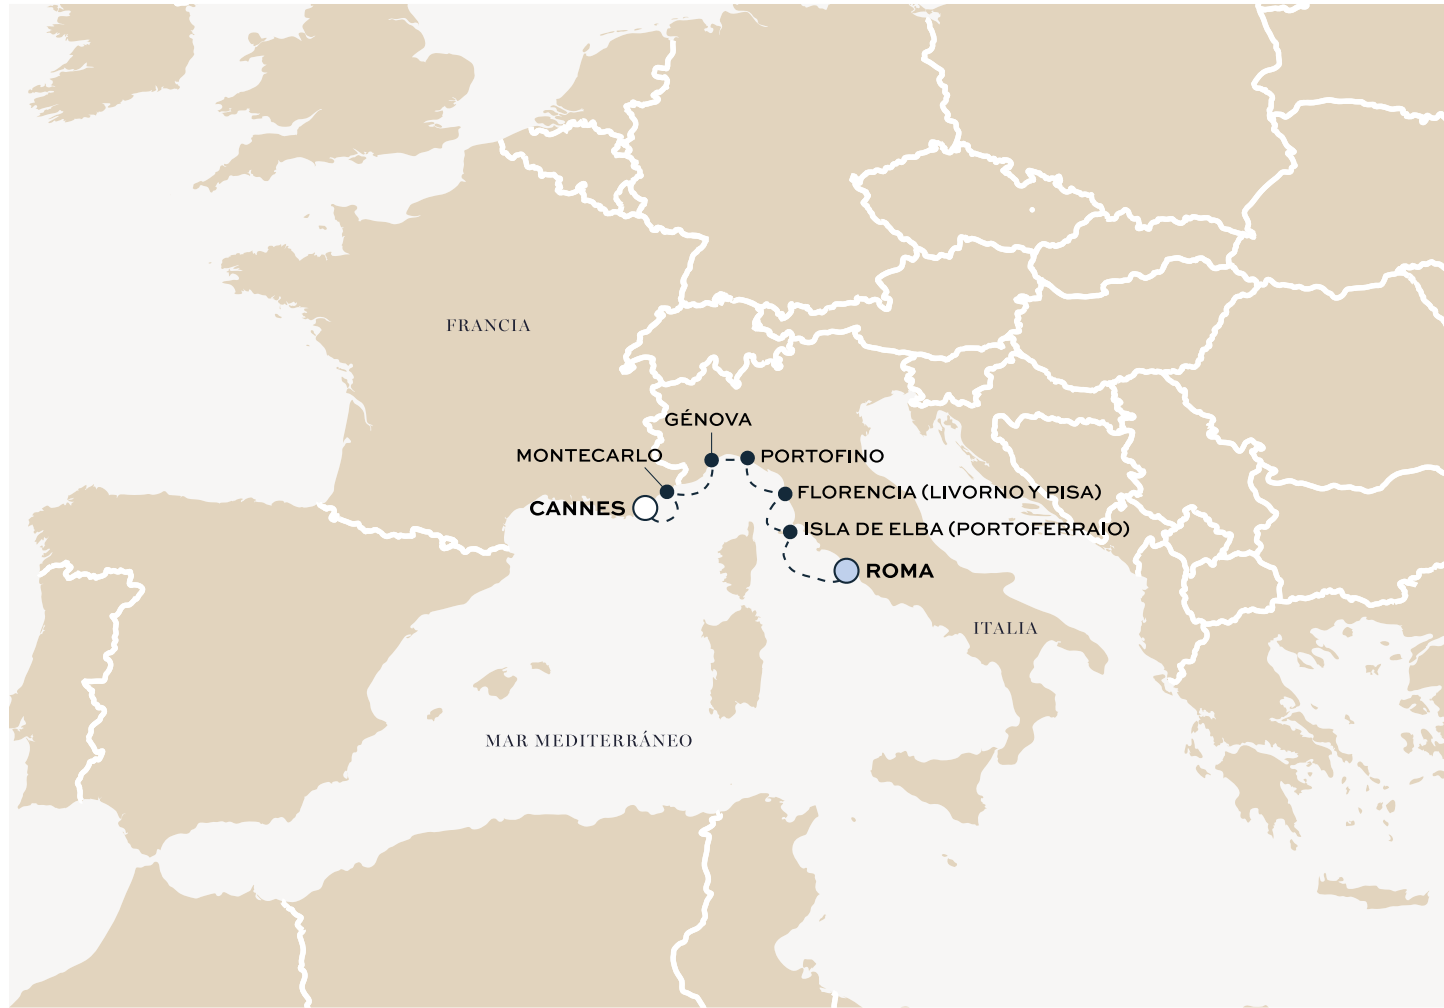 FRANCIA
GÉNOVA
MONTECARLO
PORTOFINO
FLORENCIA (LIVORNO Y PISA)
CANNES
ISLA DE ELBA (PORTOFERRAIO)
ROMA
ITALIA
MAR MEDITERRÁNEO